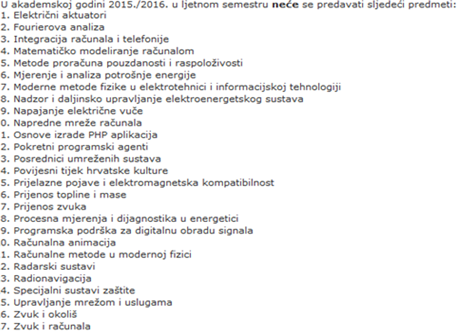 U akademskoj godini 2015./2016. u ljetnom semestru neće se predavati sljedeći predmeti:
1. Električni aktuatori
2. Fourierova analiza
3. Integracija računala i telefonije
4. Matematičko modeliranje računalom
5. Metode proračuna pouzdanosti i raspoloživosti
6. Mjerenje i analiza potrošnje energije
7. Moderne metode fizike u elektrotehnici i informacijskoj tehnologiji
8. Nadzor i daljinsko upravljanje elektroenergetskog sustava
9. Napajanje električne vuče
0. Napredne mreže računala
1. Osnove izrade PHP aplikacija
2. Pokretni programski agenti
3. Posrednici umreženih sustava
4. Povijesni tijek hrvatske kulture
5. Prijelazne pojave i elektromagnetska kompatibilnost
6. Prijenos topline i mase
7. Prijenos zvuka
8. Procesna mjerenja i dijagnostika u energetici
9. Programska podrška za digitalnu obradu signala
0. Računalna animacija
1. Računalne metode u modernoj fizici
2. Radarski sustavi
3. Radionavigacija
4. Specijalni sustavi zaštite
5. Upravljanje mrežom i uslugama
6. Zvuk i okoliš
7. Zvuk i računala